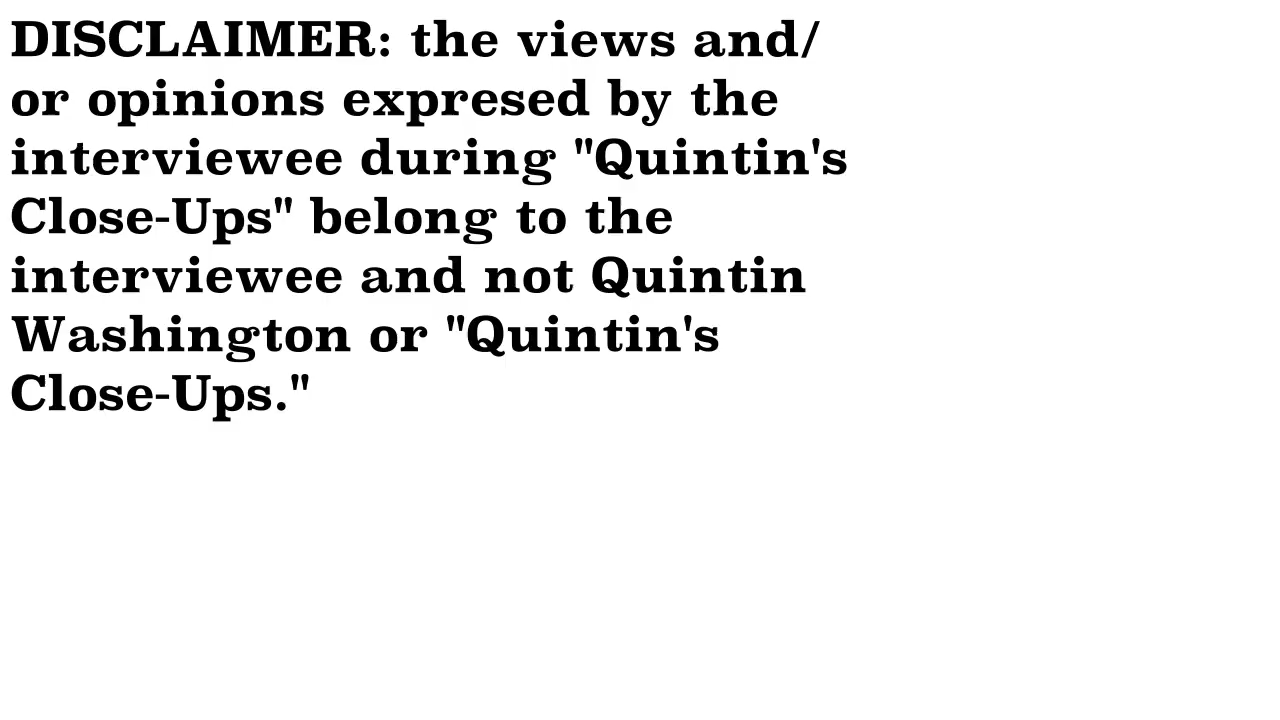 DISCLAIMER: the views and/
or opinions expresed by the
interviewee during "Quintin's
Close-Ups" belong to the
interviewee and not Quintin
Washington or "Quintin's
Close-Ups."